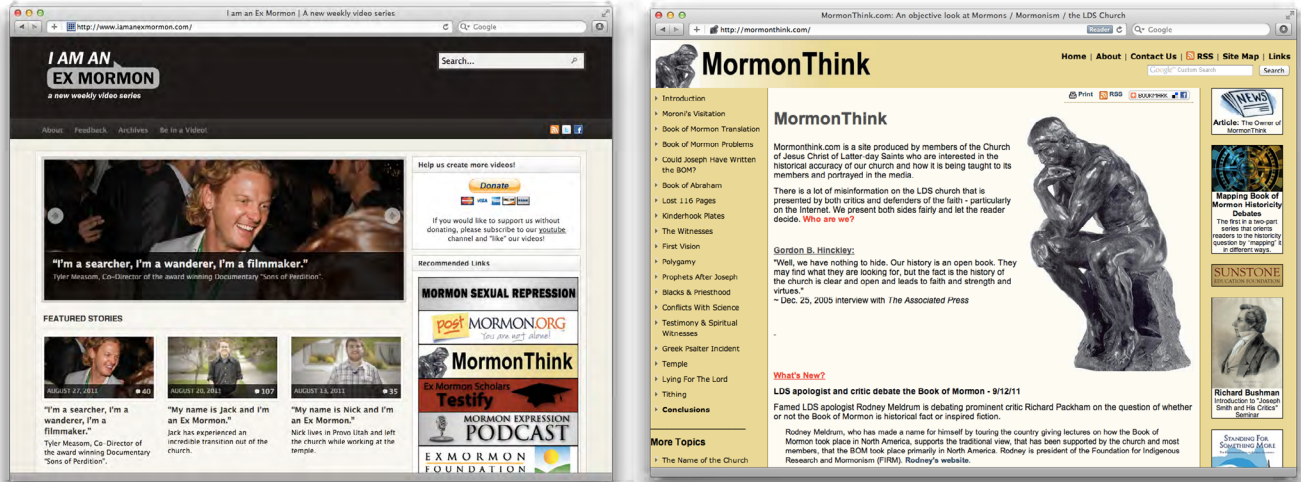 I am an Ex Mormon | A new weekly video series
http://www.iamanexmormon.com/
Google
I AM AN
EX MORMON
a new weekly video series
Search...
About Feedback Archives Be in a Video!
"I'm a searcher, I'm a wanderer, I'm a filmmaker."
Tyler Measom, Co-Director of the award winning Documentary "Sons of Perdition".
FEATURED STORIES
AUGUST 27, 2011 40
"I'm a searcher, I'm a
wanderer, I'm a
filmmaker."
Tyler Measom, Co-Director of
the award winning Documentary
"Sons of Perdition".
AUGUST 20, 2011 107
"My name is Jack and I'm
an Ex Mormon."
Jack has experienced an
incredible transition out of the
church.
AUGUST 13, 2011 35
"My name is Nick and I'm
an Ex Mormon."
Nick lives in Provo Utah and left
the church while working at the
temple.
Help us create more videos!
Donate
VISA
If you would like to support us without
donating, please subscribe to our youtube
channel and "like" our videos!
Recommended Links
MORMON SEXUAL REPRESSION
post MORMON.ORG
You are not alone!
MormonThink
Ex Mormon Scholars
Testify
MORMON EXPRESSION
PODCAST
EXMORMON
FOUNDATION
MormonThink.com: An objective look at Mormons / Mormonism / the LDS Church
http://mormonthink.com/
Reader
Google
MormonThink
Home | About | Contact Us | RSS | Site Map | Links
Google Custom Search
Search
Introduction
Moroni's Visitation
Book of Mormon Translation
Book of Mormon Problems
Could Joseph Have Written
the BOM?
Book of Abraham
Lost 116 Pages
Kinderhook Plates
The Witnesses
First Vision
Polygamy
Prophets After Joseph
Blacks & Priesthood
Conflicts With Science
Testimony & Spiritual
Witnesses
Greek Psalter Incident
Temple
Lying For The Lord
Tithing
Conclusions
More Topics
The Name of the Church
Print RSS BOOKMARK
MormonThink
Mormonthink.com is a site produced by members of the Church
of Jesus Christ of Latter-day Saints who are interested in the
historical accuracy of our church and how it is being taught to its
members and portrayed in the media.
There is a lot of misinformation on the LDS church that is
presented by both critics and defenders of the faith - particularly
on the Internet. We present both sides fairly and let the reader
decide. Who are we?
Gordon B. Hinckley:
"Well, we have nothing to hide. Our history is an open book. They
may find what they are looking for, but the fact is the history of
the church is clear and open and leads to faith and strength and
virtues."
~ Dec. 25, 2005 interview with The Associated Press
-
What's New?
LDS apologist and critic debate the Book of Mormon - 9/12/11
Famed LDS apologist Rodney Meldrum is debating prominent critic Richard Packham on the question of whether
or not the Book of Mormon is historical fact or inspired fiction.
Rodney Meldrum, who has made a name for himself by touring the country giving lectures on how the Book of
Mormon took place in North America, supports the traditional view, that has been supported by the church and most
members, that the BOM took place primarily in North America. Rodney is president of the Foundation for Indigenous
Research and Mormonism (FIRM). Rodney's website.
NEWS
Article: The Owner of
MormonThink
Mapping Book of
Mormon Historicity
Debates
The first in a two-part
series that orients
readers to the historicity
question by "mapping" it
in different ways.
SUNSTONE
EDUCATION FOUNDATION
Richard Bushman
Introduction to "Joseph
Smith and His Critics"
Seminar
STANDING FOR
SOMETHING MORE